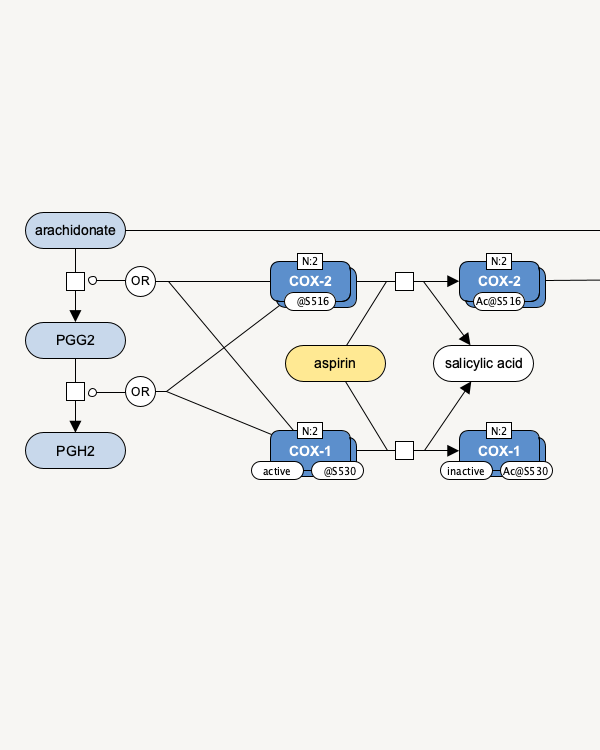 arachidonate
N:2
COX-2
@S516
N:2
COX-2
Ac@S516
OR
PGG2
aspirin
salicylic acid
OR
PGH2
N:2
COX-1
active
@S530
N:2
COX-1
inactive
Ac@S530